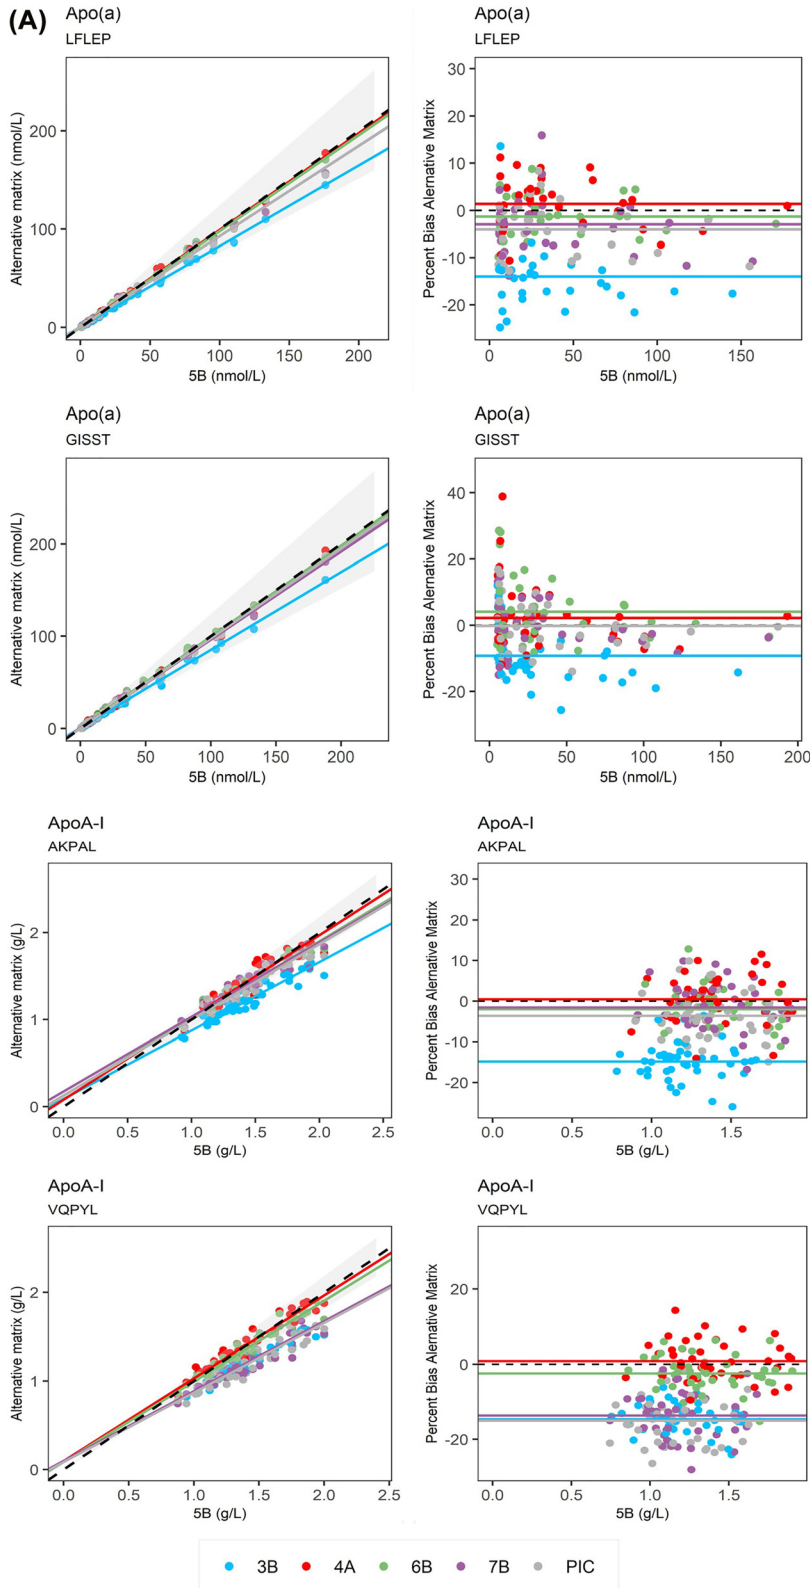 (A)
Apo(a)
LFLEP
Alternative matrix (nmol/L)
200
100
0
0 50 100 150 200
5B (nmol/L)
Apo(a)
LFLEP
Percent Bias Alernative Matrix
30
20
10
0
-10
-20
0 50 100 150
5B (nmol/L)
Apo(a)
GISST
Alternative matrix (nmol/L)
200
100
0
0 50 100 150 200
5B (nmol/L)
Apo(a)
GISST
Percent Bias Alernative Matrix
40
20
0
-20
0 50 100 150 200
5B (nmol/L)
ApoA-I
AKPAL
Alternative matrix (g/L)
2
1
0
0.0 0.5 1.0 1.5 2.0 2.5
5B (g/L)
ApoA-I
AKPAL
Percent Bias Alernative Matrix
30
20
10
0
-10
-20
0.0 0.5 1.0 1.5
5B (g/L)
ApoA-I
VQPYL
Alternative matrix (g/L)
2
1
0
0.0 0.5 1.0 1.5 2.0 2.5
5B (g/L)
ApoA-I
VQPYL
Percent Bias Alernative Matrix
20
0
-20
0.0 0.5 1.0 1.5
5B (g/L)
3B 4A 6B 7B PIC